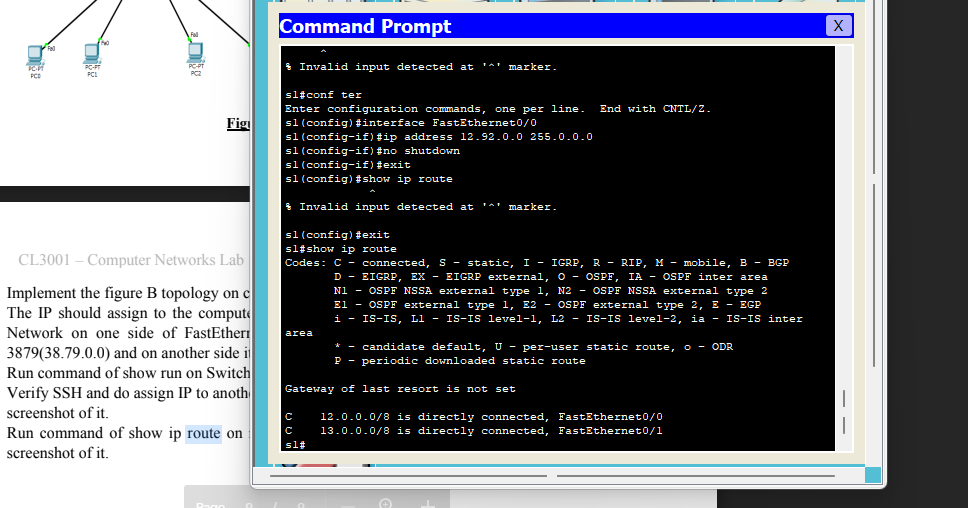 Fa0
PC-PT
PC0
Fa0
PC-PT
PC1
Fa0
PC-PT
PC2
CL3001 – Computer Networks Lab
Implement the figure B topology on
The IP should assign to the
Network on one side of
3879(38.79.0.0) and on another side
Run command of show run on Switch
Verify SSH and do assign IP to
screenshot of it.
Run command of show ip route on
screenshot of it.
Page
Command Prompt
X
^
% Invalid input detected at '^' marker.
s1#conf ter
Enter configuration commands, one per line. End with CNTL/Z.
s1(config)#interface FastEthernet0/0
s1(config-if)#ip address 12.92.0.0 255.0.0.0
s1(config-if)#no shutdown
s1(config-if)#exit
s1(config)#show ip route
^
% Invalid input detected at '^' marker.
s1(config)#exit
s1#show ip route
Codes: C - connected, S - static, I - IGRP, R - RIP, M - mobile, B - BGP
D - EIGRP, EX - EIGRP external, O - OSPF, IA - OSPF inter area
N1 - OSPF NSSA external type 1, N2 - OSPF NSSA external type 2
E1 - OSPF external type 1, E2 - OSPF external type 2, E - EGP
i - IS-IS, L1 - IS-IS level-1, L2 - IS-IS level-2, ia - IS-IS inter
area
* - candidate default, U - per-user static route, o - ODR
P - periodic downloaded static route
Gateway of last resort is not set
C 12.0.0.0/8 is directly connected, FastEthernet0/0
C 13.0.0.0/8 is directly connected, FastEthernet0/1
s1#